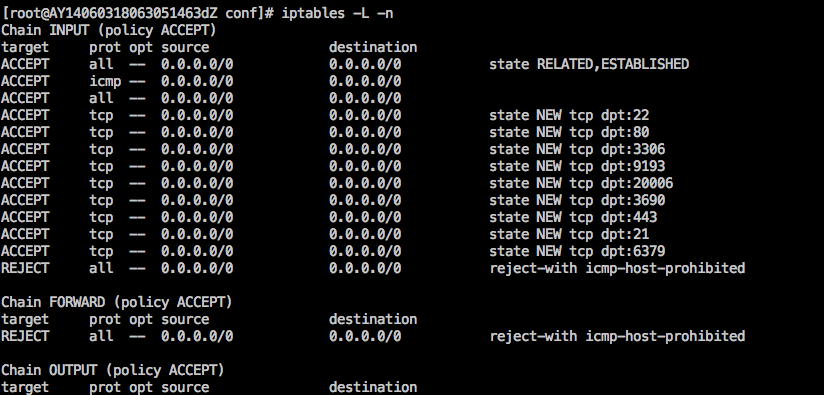 [root@AY14060318063051463dZ conf]# iptables -L -n
Chain INPUT (policy ACCEPT)
target     prot opt source               destination
ACCEPT     all  --  0.0.0.0/0            0.0.0.0/0           state RELATED,ESTABLISHED
ACCEPT     icmp --  0.0.0.0/0            0.0.0.0/0
ACCEPT     all  --  0.0.0.0/0            0.0.0.0/0
ACCEPT     tcp  --  0.0.0.0/0            0.0.0.0/0           state NEW tcp dpt:22
ACCEPT     tcp  --  0.0.0.0/0            0.0.0.0/0           state NEW tcp dpt:80
ACCEPT     tcp  --  0.0.0.0/0            0.0.0.0/0           state NEW tcp dpt:3306
ACCEPT     tcp  --  0.0.0.0/0            0.0.0.0/0           state NEW tcp dpt:9193
ACCEPT     tcp  --  0.0.0.0/0            0.0.0.0/0           state NEW tcp dpt:20006
ACCEPT     tcp  --  0.0.0.0/0            0.0.0.0/0           state NEW tcp dpt:3690
ACCEPT     tcp  --  0.0.0.0/0            0.0.0.0/0           state NEW tcp dpt:443
ACCEPT     tcp  --  0.0.0.0/0            0.0.0.0/0           state NEW tcp dpt:21
ACCEPT     tcp  --  0.0.0.0/0            0.0.0.0/0           state NEW tcp dpt:6379
REJECT     all  --  0.0.0.0/0            0.0.0.0/0           reject-with icmp-host-prohibited

Chain FORWARD (policy ACCEPT)
target     prot opt source               destination
REJECT     all  --  0.0.0.0/0            0.0.0.0/0           reject-with icmp-host-prohibited

Chain OUTPUT (policy ACCEPT)
target     prot opt source               destination